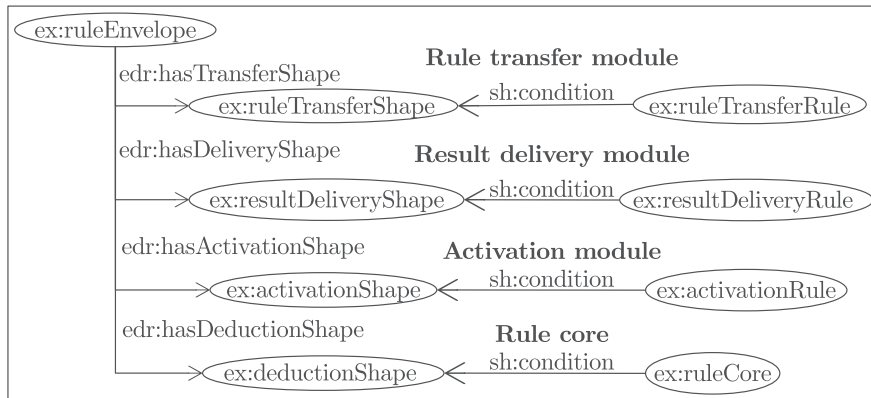 ex:ruleEnvelope
edr:hasTransferShape
Rule transfer module
ex:ruleTransferShape
sh:condition
ex:ruleTransferRule
edr:hasDeliveryShape
Result delivery module
ex:resultDeliveryShape
sh:condition
ex:resultDeliveryRule
edr:hasActivationShape
Activation module
ex:activationShape
sh:condition
ex:activationRule
edr:hasDeductionShape
Rule core
ex:deductionShape
sh:condition
ex:ruleCore